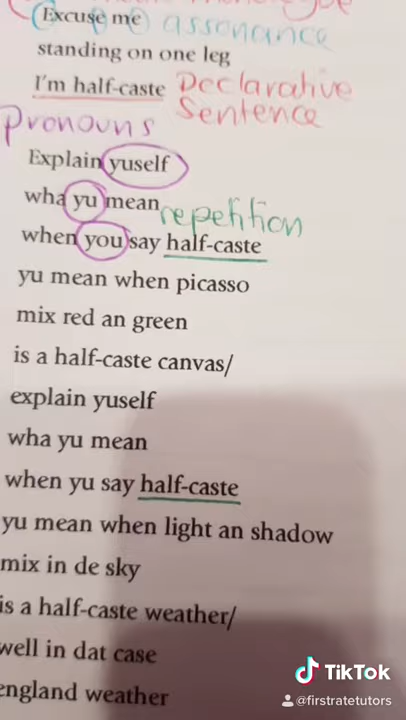 Excuse me assonance
standing on one leg
I'm half-caste Declarative
Sentence
Pronouns
Explain yuself
wha yu mean repetition
when you say half-caste
yu mean when picasso
mix red an green
is a half-caste canvas/
explain yuself
wha yu mean
when yu say half-caste
yu mean when light an shadow
mix in de sky
is a half-caste weather/
well in dat case
england weather
TikTok
@firstratetutors